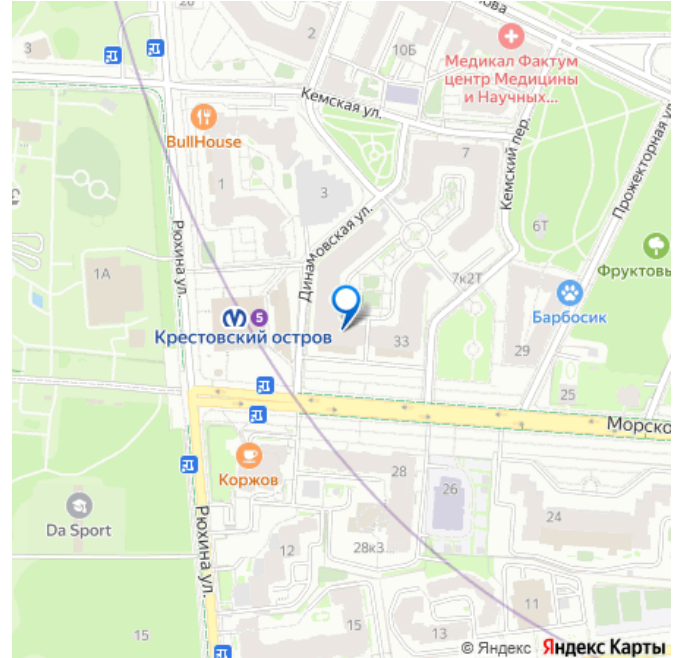 20
нова
3
2
10Б
Медикал Фактум
центр Медицины
и Научных...
Кемская ул.
BullHouse
7
Кемский пер.
Прожекторная ул.
1
3
Динамовская ул.
6Т
Рюхина ул.
1А
Фруктовы
7к2Т
Барбосик
5
Крестовский остров
33
29
25
Морско
Коржов
28
26
24
Da Sport
Рюхина ул.
12
28к3
11
15
15
13
© Яндекс Яндекс Карты